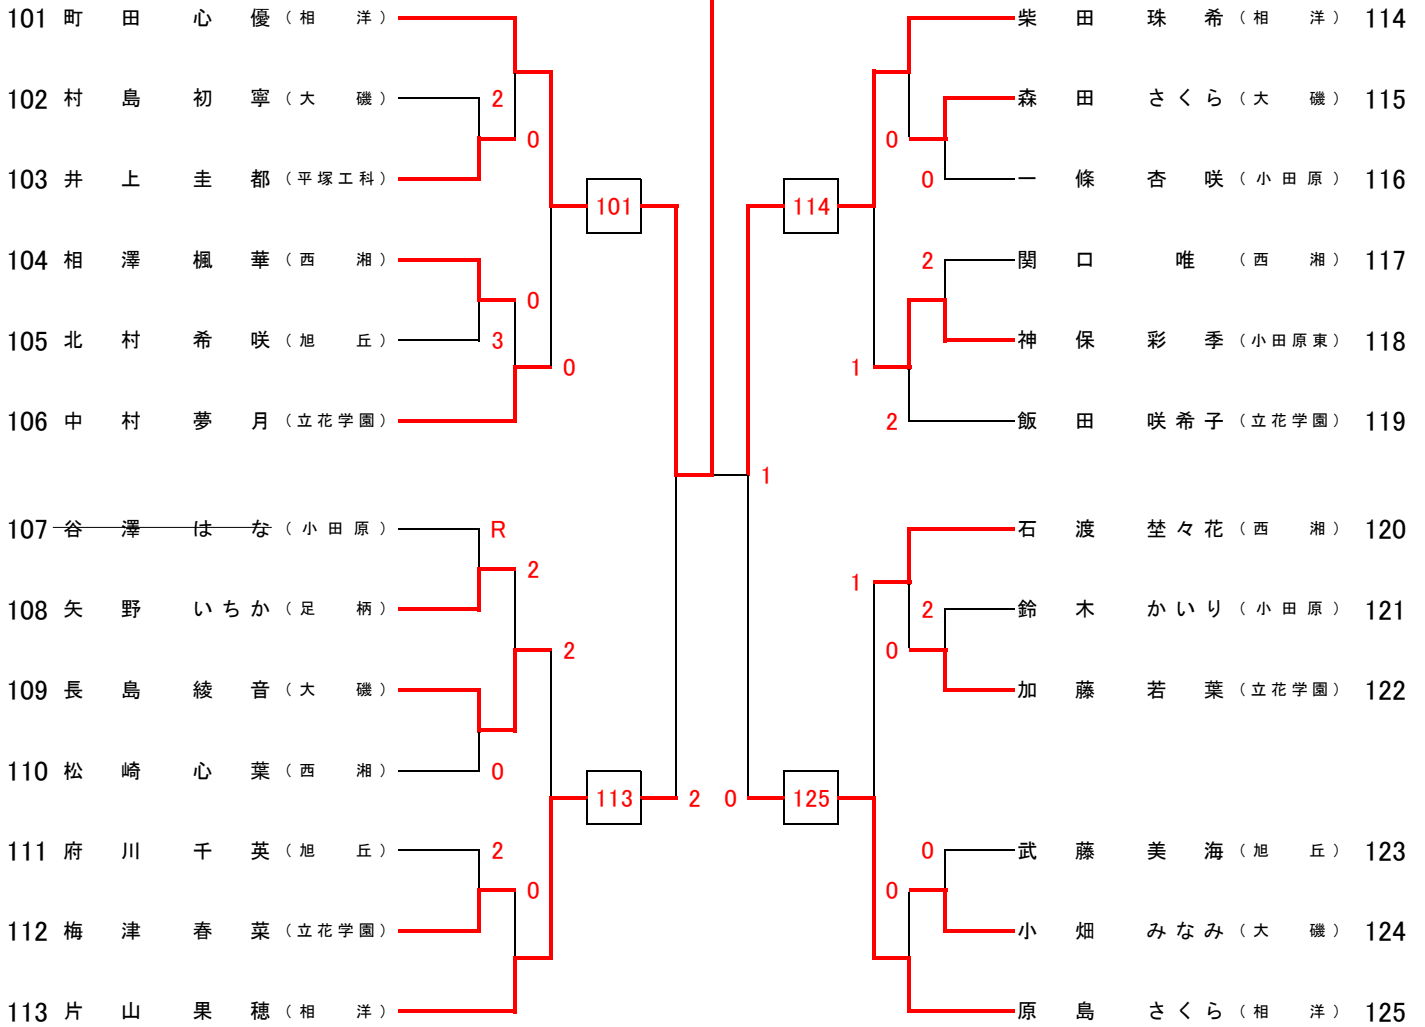 101 町田心優（相洋） 柴田珠希（相洋） 114
102 村島初寧（大磯） 2 森田さくら（大磯） 115
0 0
103 井上圭都（平塚工科） 0 一條杏咲（小田原） 116
101 114
104 相澤楓華（西湘） 2 関口唯（西湘） 117
0
105 北村希咲（旭丘） 3 神保彩季（小田原東） 118
0 1
106 中村夢月（立花学園） 2 飯田咲希子（立花学園） 119
1
107 谷澤はな（小田原） R 石渡埜々花（西湘） 120
2 1
108 矢野いちか（足柄） 2 鈴木かいり（小田原） 121
2 0
109 長島綾音（大磯） 加藤若葉（立花学園） 122
110 松崎心葉（西湘） 0
113 2 0 125
111 府川千英（旭丘） 2 0 武藤美海（旭丘） 123
0 0
112 梅津春菜（立花学園） 小畑みなみ（大磯） 124
113 片山果穂（相洋） 原島さくら（相洋） 125